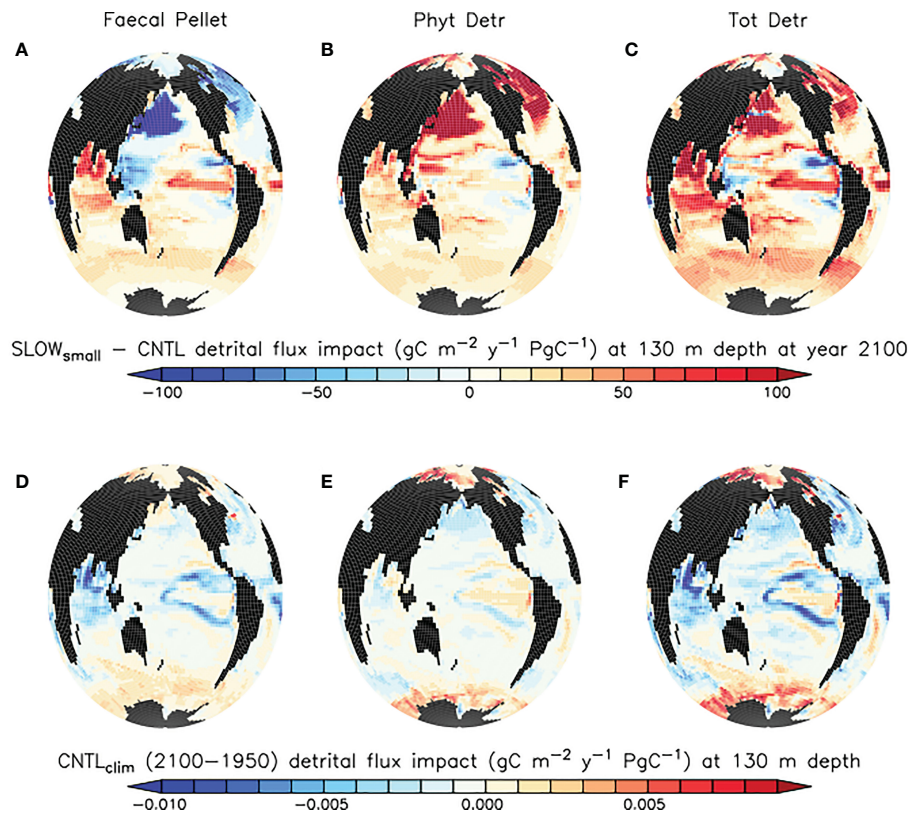 Faecal Pellet Phyt Detr Tot Detr
A B C
SLOWsmall − CNTL detrital flux impact (gC m⁻² y⁻¹ PgC⁻¹) at 130 m depth at year 2100
−100 −50 0 50 100
D E F
CNTLclim (2100−1950) detrital flux impact (gC m⁻² y⁻¹ PgC⁻¹) at 130 m depth
−0.010 −0.005 0.000 0.005